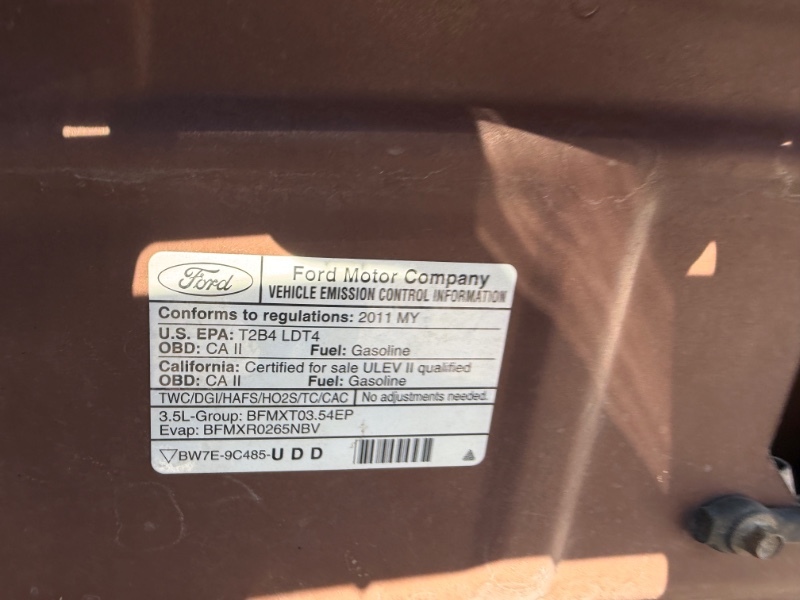 Ford
Ford Motor Company
VEHICLE EMISSION CONTROL INFORMATION
Conforms to regulations: 2011 MY
U.S. EPA: T2B4 LDT4
OBD: CA II Fuel: Gasoline
California: Certified for sale ULEV II qualified
OBD: CA II Fuel: Gasoline
TWC/DGI/HAFS/HO2S/TC/CAC No adjustments needed.
3.5L-Group: BFMXT03.54EP
Evap: BFMXR0265NBV
BW7E-9C485-UDD